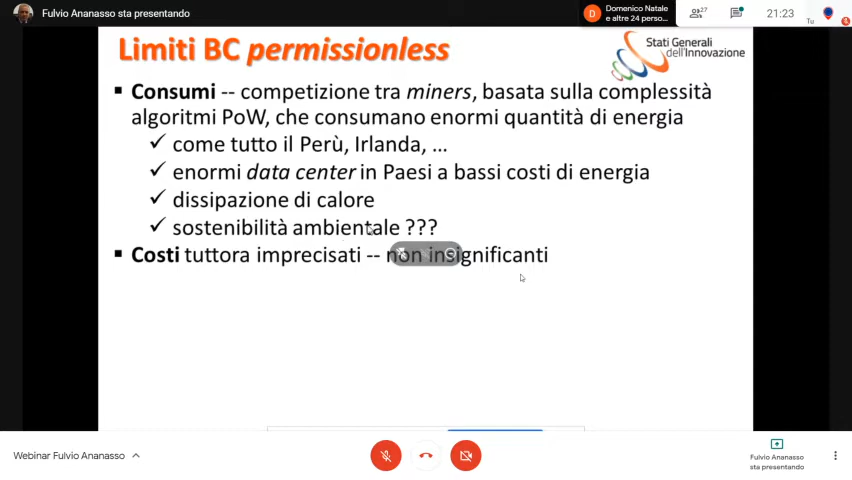 Fulvio Ananasso sta presentando
Domenico Natale
e altre 24 perso...
D
27
21:23
Tu
Limiti BC permissionless
Stati Generali
dell'Innovazione
▪ Consumi -- competizione tra miners, basata sulla complessità
algoritmi PoW, che consumano enormi quantità di energia
✓ come tutto il Perù, Irlanda, ...
✓ enormi data center in Paesi a bassi costi di energia
✓ dissipazione di calore
✓ sostenibilità ambientale ???
▪ Costi tuttora imprecisati -- non insignificanti
Webinar Fulvio Ananasso
Fulvio Ananasso
sta presentando